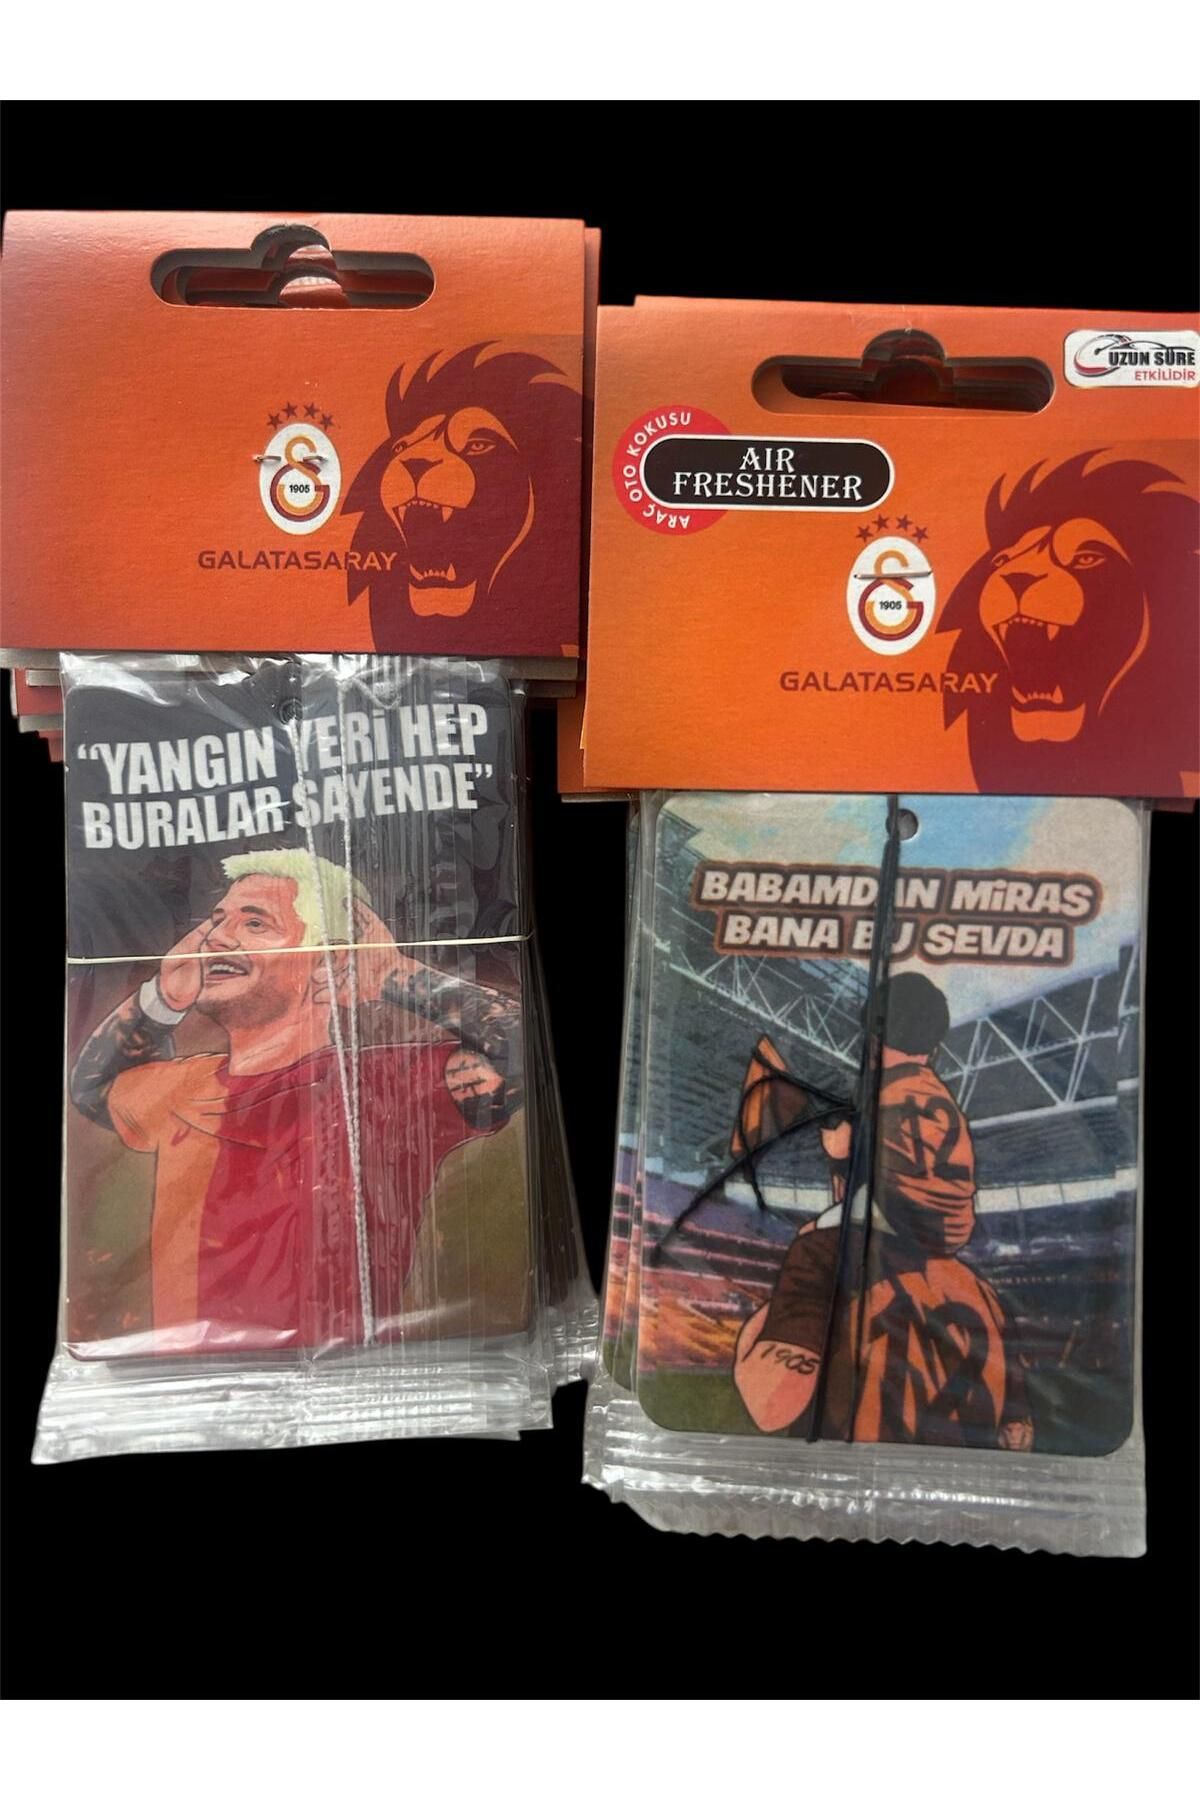 1905
GALATASARAY
"YANGIN YERİ HEP
BURALAR SAYENDE"
UZUN SÜRE
ETKİLİDİR
ARAÇ OTO KOKUSU
AIR
FRESHENER
1905
GALATASARAY
BABAMDAN MİRAS
BANA BU SEVDA
12
1905